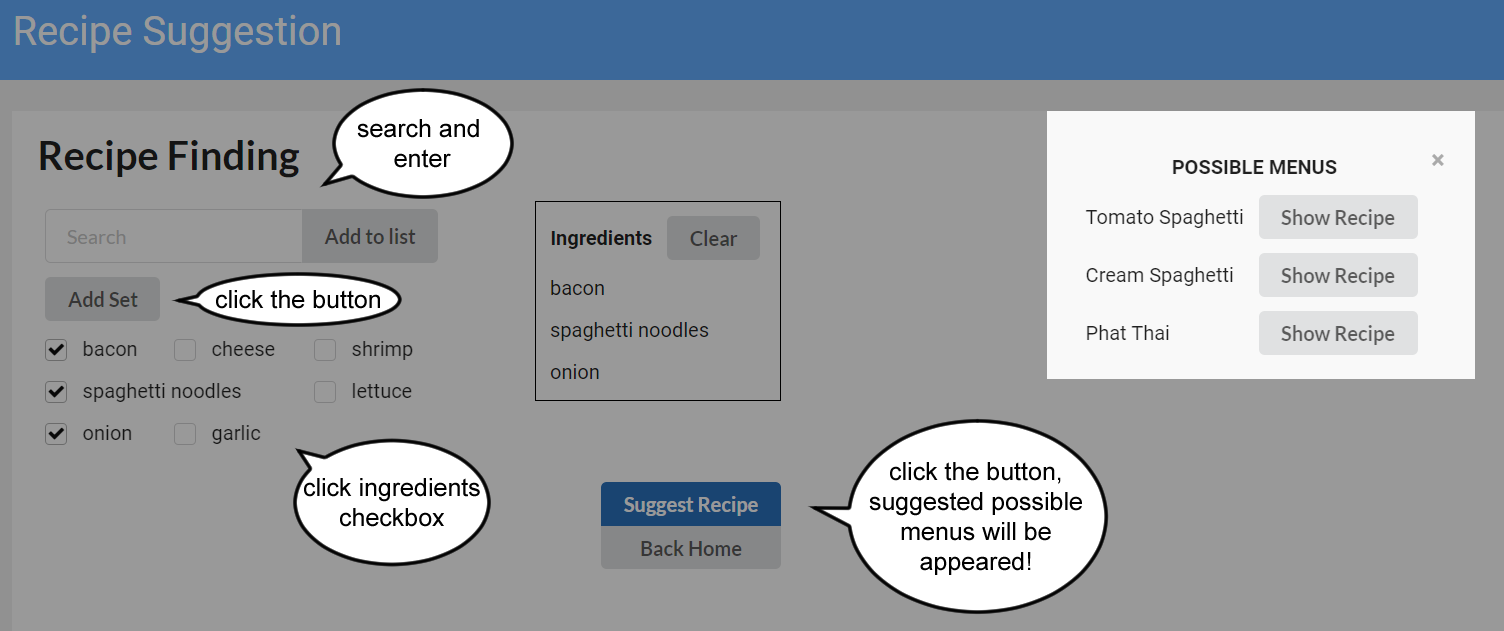 Recipe Suggestion
Recipe Finding
search and
enter
Search
Add to list
Add Set
click the button
bacon
cheese
shrimp
spaghetti noodles
lettuce
onion
garlic
click ingredients
checkbox
Ingredients
Clear
bacon
spaghetti noodles
onion
Suggest Recipe
Back Home
click the button,
suggested possible
menus will be
appeared!
POSSIBLE MENUS
×
Tomato Spaghetti
Show Recipe
Cream Spaghetti
Show Recipe
Phat Thai
Show Recipe